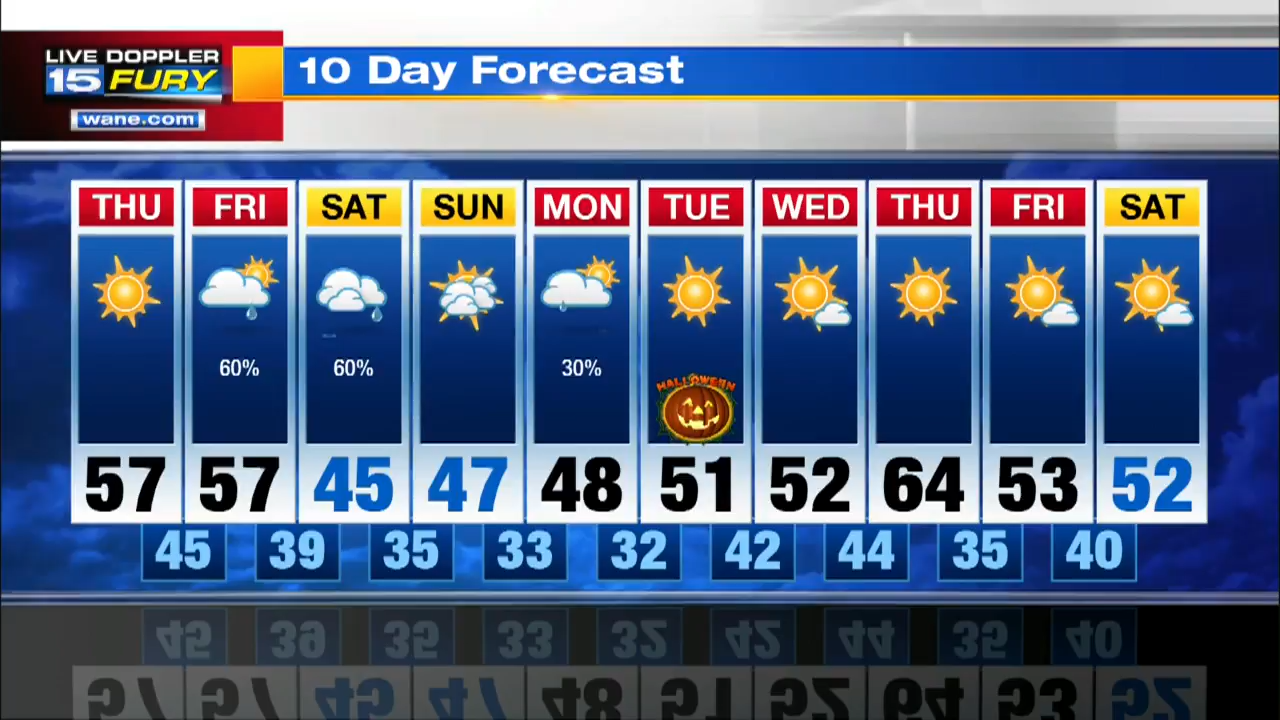 LIVE DOPPLER
15 FURY
wane.com
10 Day Forecast
THU FRI SAT SUN MON TUE WED THU FRI SAT
60% 60% 30%
HALLOWEEN
57 57 45 47 48 51 52 64 53 52
45 39 35 33 32 42 44 35 40